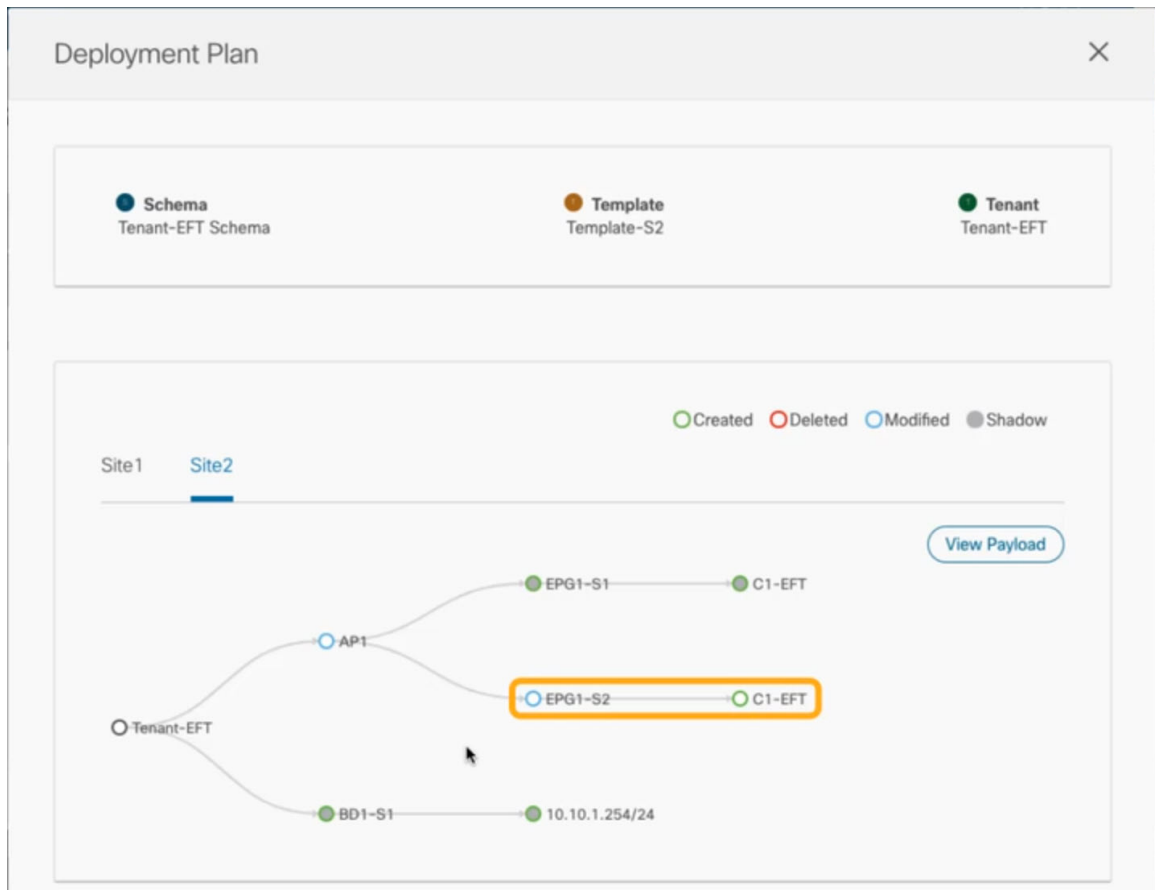 Deployment Plan
Schema
Tenant-EFT Schema
Template
Template-S2
Tenant
Tenant-EFT
Created Deleted Modified Shadow
Site1 Site2
View Payload
EPG1-S1 C1-EFT
AP1
EPG1-S2 C1-EFT
Tenant-EFT
BD1-S1 10.10.1.254/24